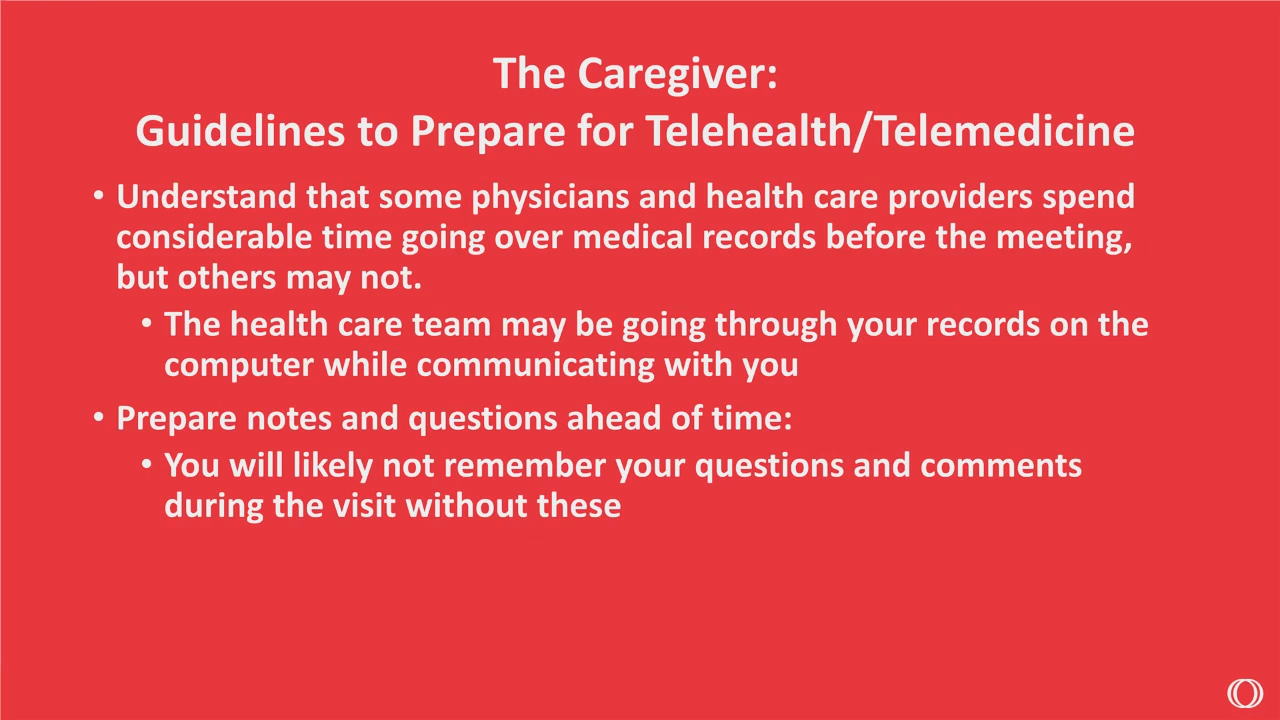 The Caregiver:
Guidelines to Prepare for Telehealth/Telemedicine
• Understand that some physicians and health care providers spend
considerable time going over medical records before the meeting,
but others may not.
• The health care team may be going through your records on the
computer while communicating with you
• Prepare notes and questions ahead of time:
• You will likely not remember your questions and comments
during the visit without these